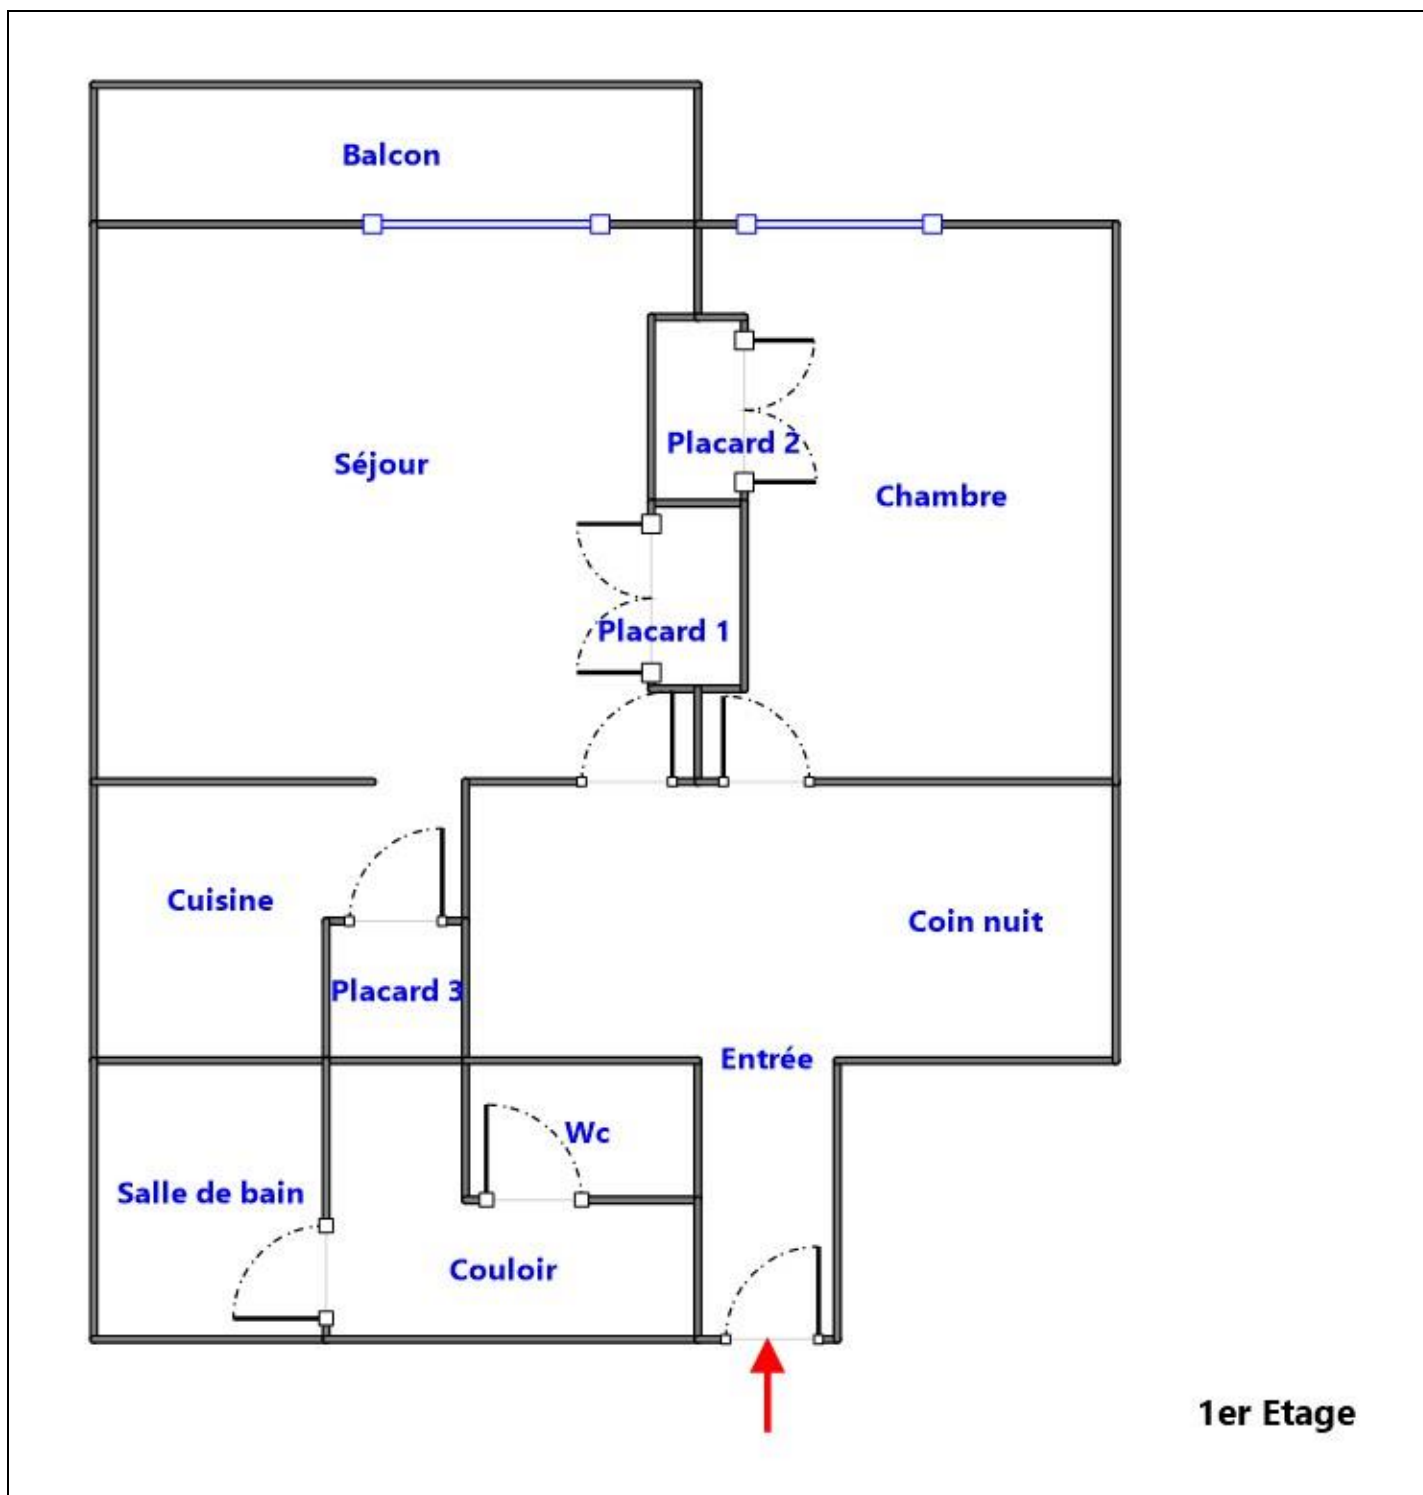 Balcon
Séjour
Placard 2
Chambre
Placard 1
Cuisine
Coin nuit
Placard 3
Entrée
Wc
Salle de bain
Couloir
1er Etage